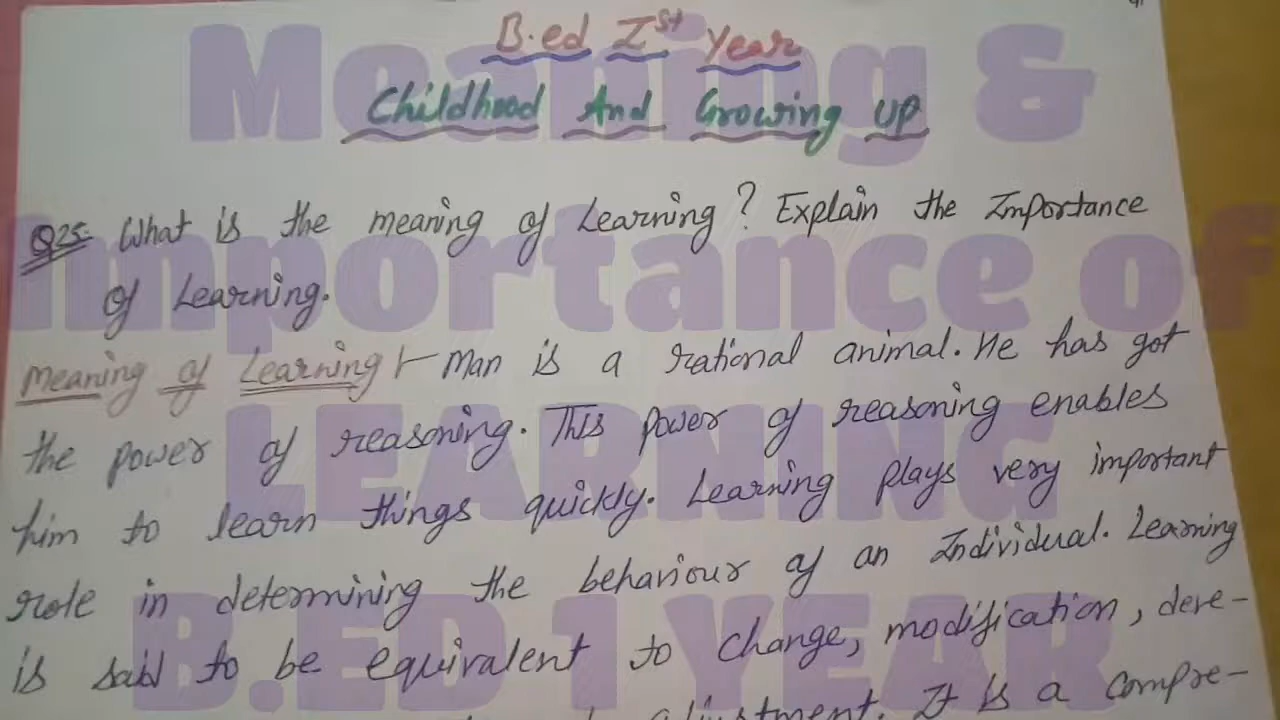 B.ed Ist Year
Childhood And Growing UP
Q25. What is the meaning of Learning? Explain the Importance
of Learning.
Meaning of Learning :- Man is a rational animal. He has got
the power of reasoning. This power of reasoning enables
him to learn things quickly. Learning plays very important
role in determining the behaviour of an Individual. Learning
is said to be equivalent to change, modification, deve-
adjustment. It is a compre-
Meaning &
Importance of
LEARNING
B.ED 1 YEAR